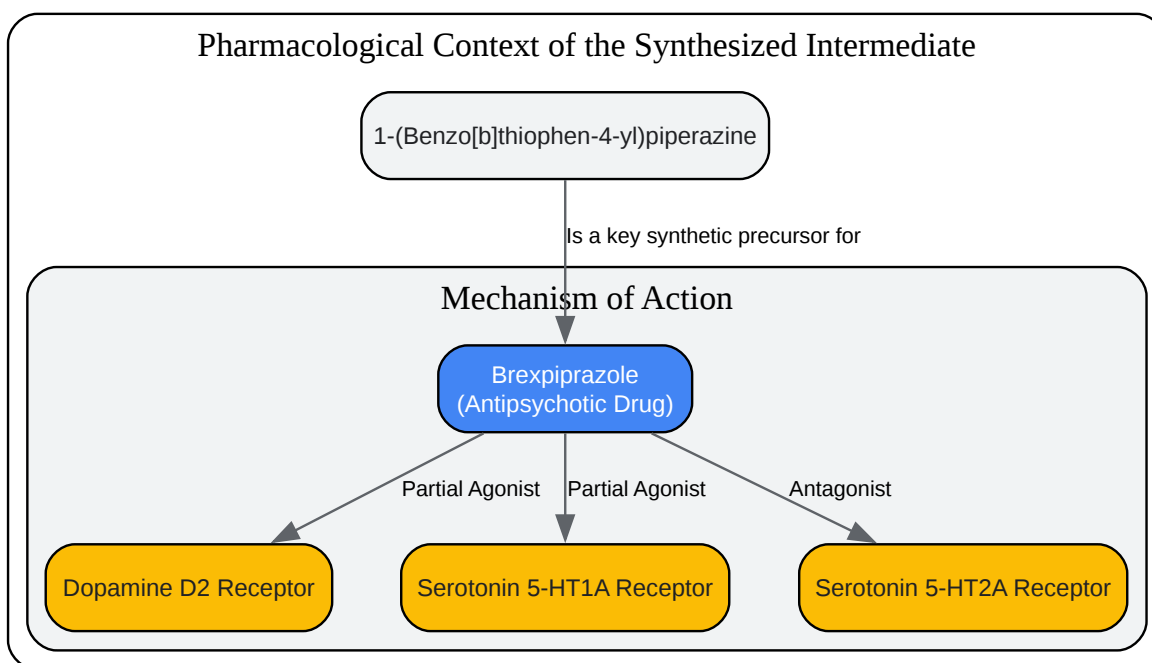 Pharmacological Context of the Synthesized Intermediate
1-(Benzo[b]thiophen-4-yl)piperazine
Is a key synthetic precursor for
Mechanism of Action
Brexpiprazole
(Antipsychotic Drug)
Partial Agonist
Partial Agonist
Antagonist
Dopamine D2 Receptor
Serotonin 5-HT1A Receptor
Serotonin 5-HT2A Receptor